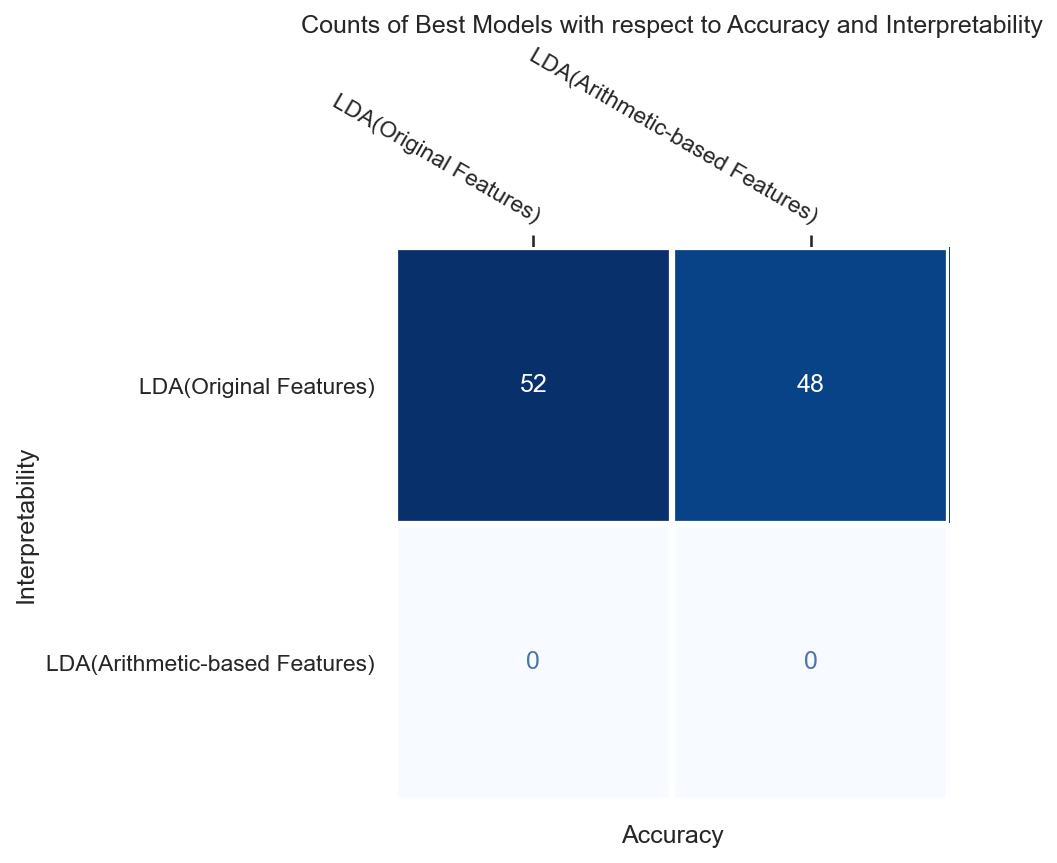 Counts of Best Models with respect to Accuracy and Interpretability
LDA(Original Features)
LDA(Arithmetic-based Features)
LDA(Original Features)
52
48
Interpretability
LDA(Arithmetic-based Features)
0
0
Accuracy